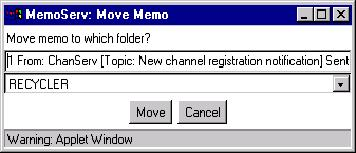 MemoServ: Move Memo
Move memo to which folder?
1 From: ChanServ [Topic: New channel registration notification] Sent
RECYCLER
Move Cancel
Warning: Applet Window